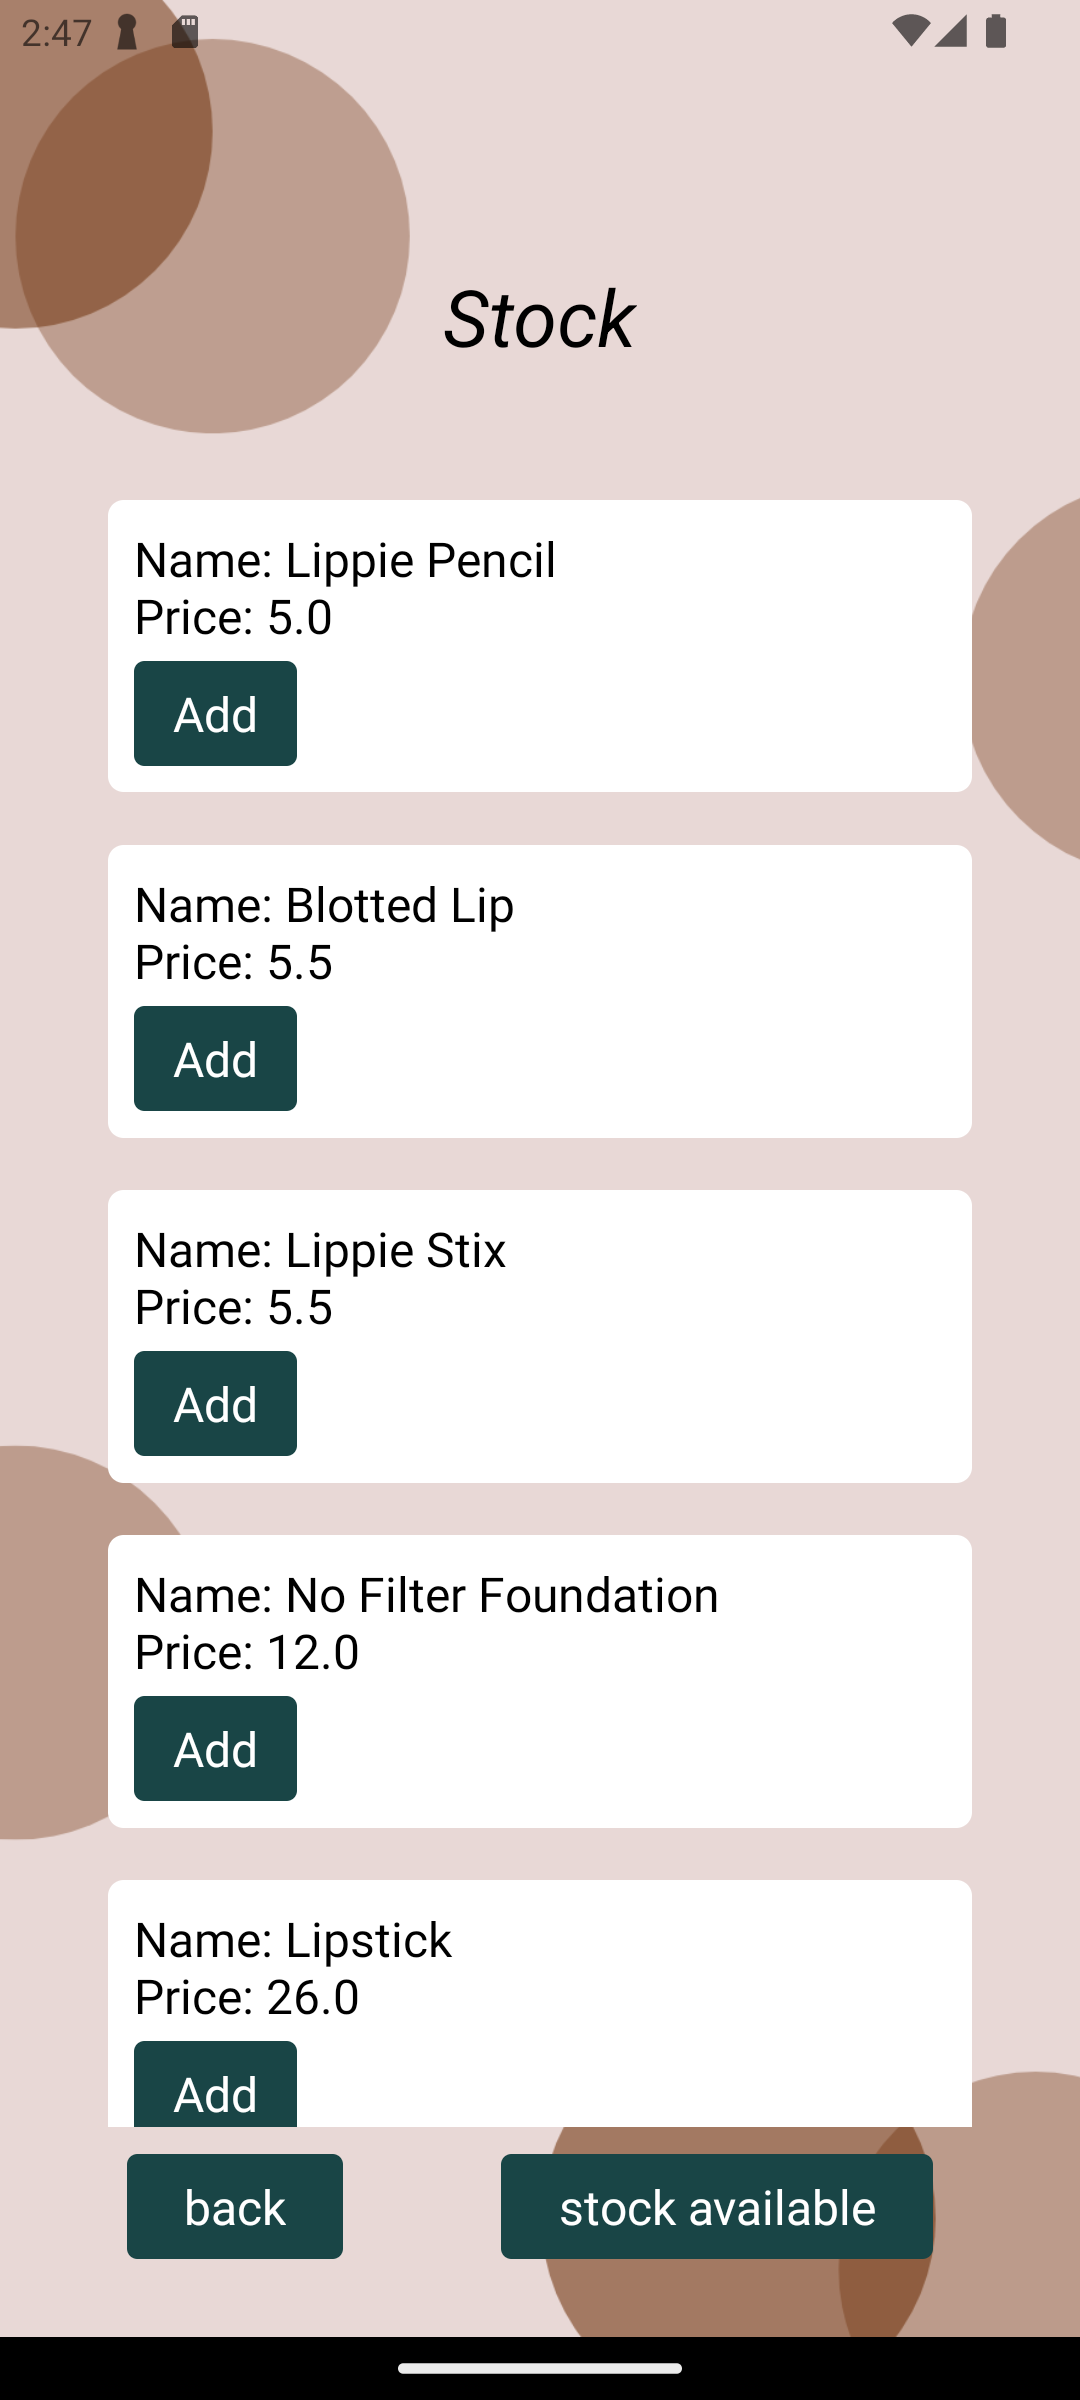 2:47
Stock
Name: Lippie Pencil
Price: 5.0
Add
Name: Blotted Lip
Price: 5.5
Add
Name: Lippie Stix
Price: 5.5
Add
Name: No Filter Foundation
Price: 12.0
Add
Name: Lipstick
Price: 26.0
Add
back
stock available